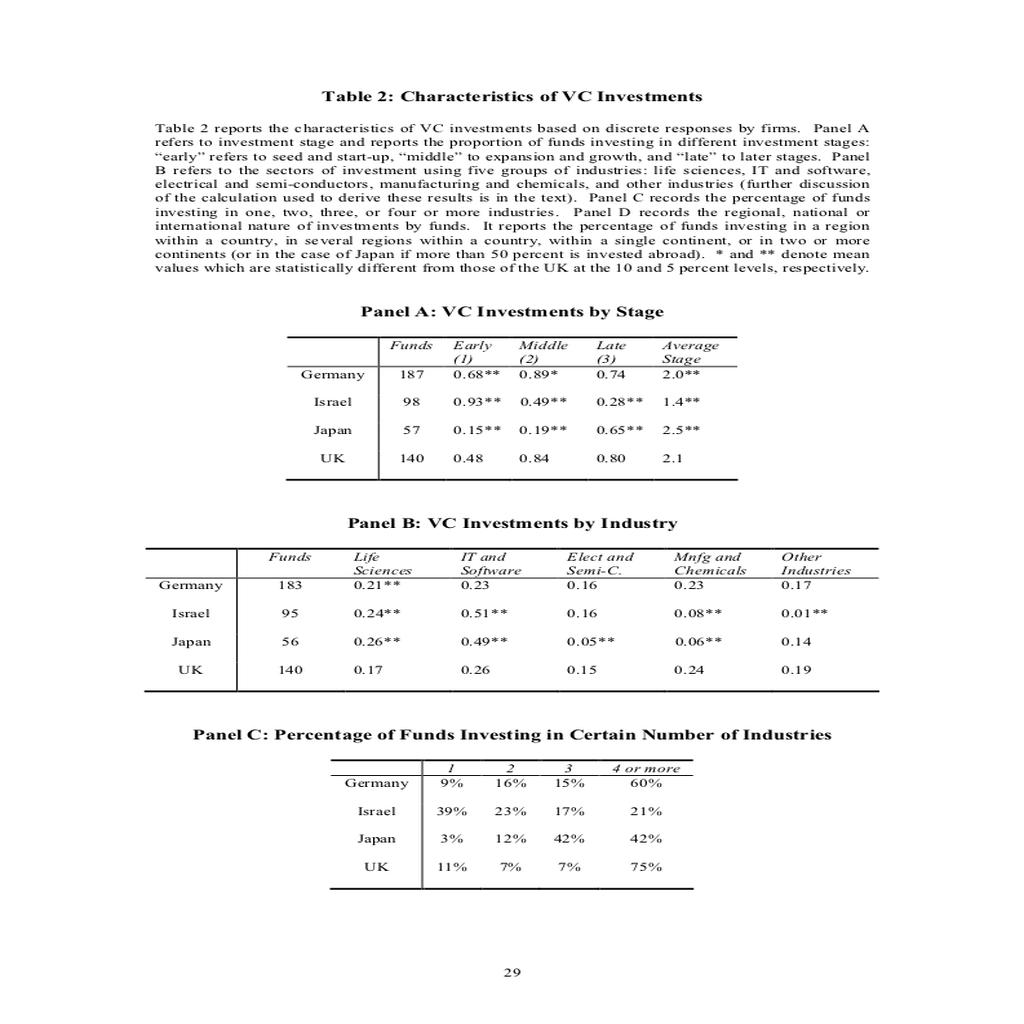 Table 2: Characteristics of VC Investments
Table 2 reports the characteristics of VC investments based on discrete responses by firms. Panel A
refers to investment stage and reports the proportion of funds investing in different investment stages:
“early” refers to seed and start-up, “middle” to expansion and growth, and “late” to later stages. Panel
B refers to the sectors of investment using five groups of industries: life sciences, IT and software,
electrical and semi-conductors, manufacturing and chemicals, and other industries (further discussion
of the calculation used to derive these results is in the text). Panel C records the percentage of funds
investing in one, two, three, or four or more industries. Panel D records the regional, national or
international nature of investments by funds. It reports the percentage of funds investing in a region
within a country, in several regions within a country, within a single continent, or in two or more
continents (or in the case of Japan if more than 50 percent is invested abroad). * and ** denote mean
values which are statistically different from those of the UK at the 10 and 5 percent levels, respectively.
Panel A: VC Investments by Stage
Funds Early Middle Late Average
(1) (2) (3) Stage
Germany 187 0.68** 0.89* 0.74 2.0**
Israel 98 0.93** 0.49** 0.28** 1.4**
Japan 57 0.15** 0.19** 0.65** 2.5**
UK 140 0.48 0.84 0.80 2.1
Panel B: VC Investments by Industry
Funds Life IT and Elect and Mnfg and Other
Sciences Software Semi-C. Chemicals Industries
Germany 183 0.21** 0.23 0.16 0.23 0.17
Israel 95 0.24** 0.51** 0.16 0.08** 0.01**
Japan 56 0.26** 0.49** 0.05** 0.06** 0.14
UK 140 0.17 0.26 0.15 0.24 0.19
Panel C: Percentage of Funds Investing in Certain Number of Industries
1 2 3 4 or more
Germany 9% 16% 15% 60%
Israel 39% 23% 17% 21%
Japan 3% 12% 42% 42%
UK 11% 7% 7% 75%
29